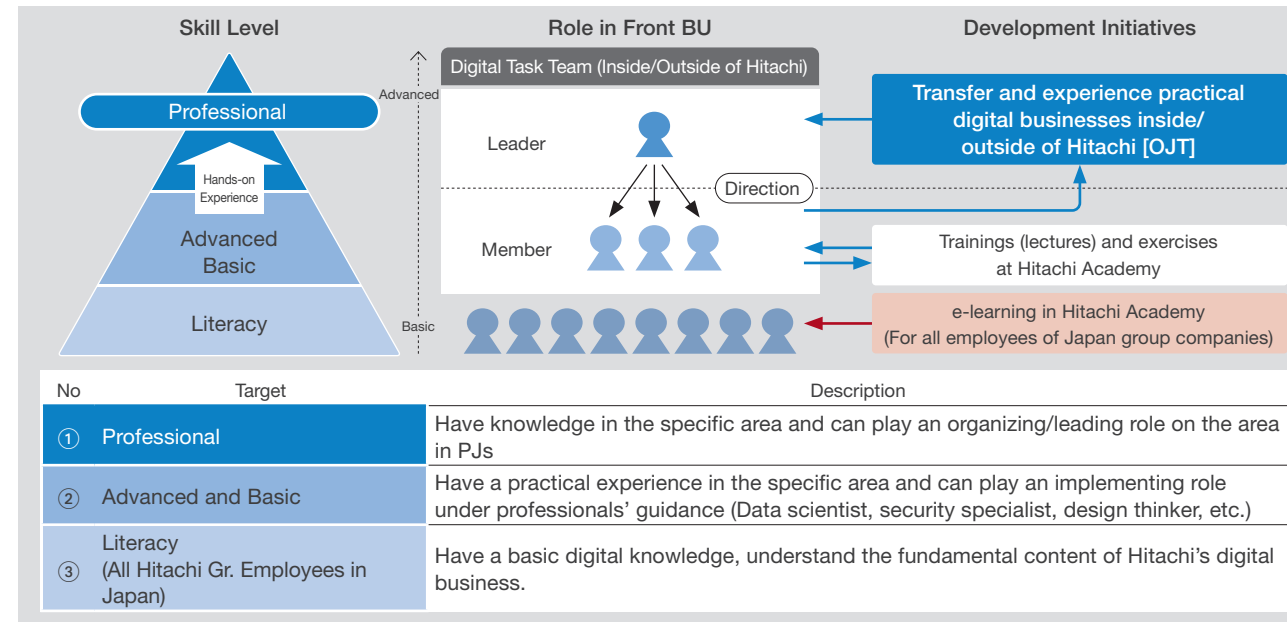 Skill Level
Role in Front BU
Development Initiatives
Professional
Hands-on
Experience
Advanced
Basic
Literacy
Advanced
Basic
Digital Task Team (Inside/Outside of Hitachi)
Leader
Direction
Member
Transfer and experience practical
digital businesses inside/
outside of Hitachi [OJT]
Trainings (lectures) and exercises
at Hitachi Academy
e-learning in Hitachi Academy
(For all employees of Japan group companies)
No Target Description
① Professional
Have knowledge in the specific area and can play an organizing/leading role on the area
in PJs
② Advanced and Basic
Have a practical experience in the specific area and can play an implementing role
under professionals’ guidance (Data scientist, security specialist, design thinker, etc.)
③ Literacy
(All Hitachi Gr. Employees in
Japan)
Have a basic digital knowledge, understand the fundamental content of Hitachi’s digital
business.